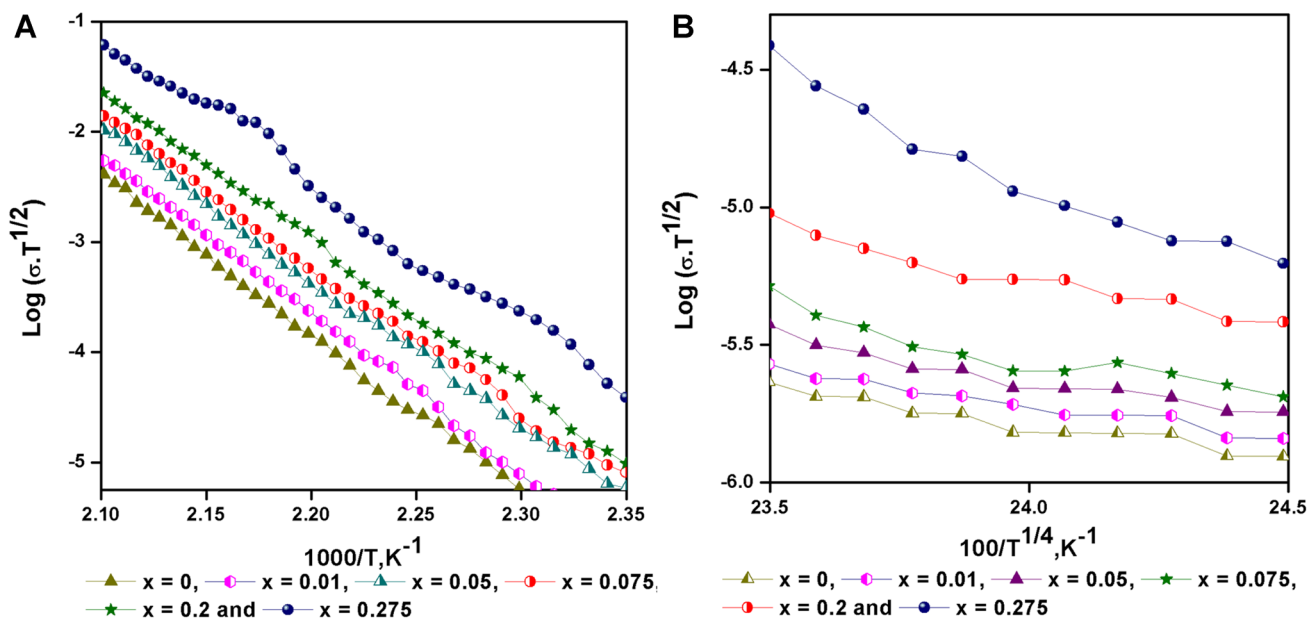 A
Log (σ.T^1/2)
-1
-2
-3
-4
-5
2.10 2.15 2.20 2.25 2.30 2.35
1000/T,K^-1
x = 0, x = 0.01, x = 0.05, x = 0.075,
x = 0.2 and x = 0.275
B
Log (σ.T^1/2)
-4.5
-5.0
-5.5
-6.0
23.5 24.0 24.5
100/T^1/4,K^-1
x = 0, x = 0.01, x = 0.05, x = 0.075,
x = 0.2 and x = 0.275